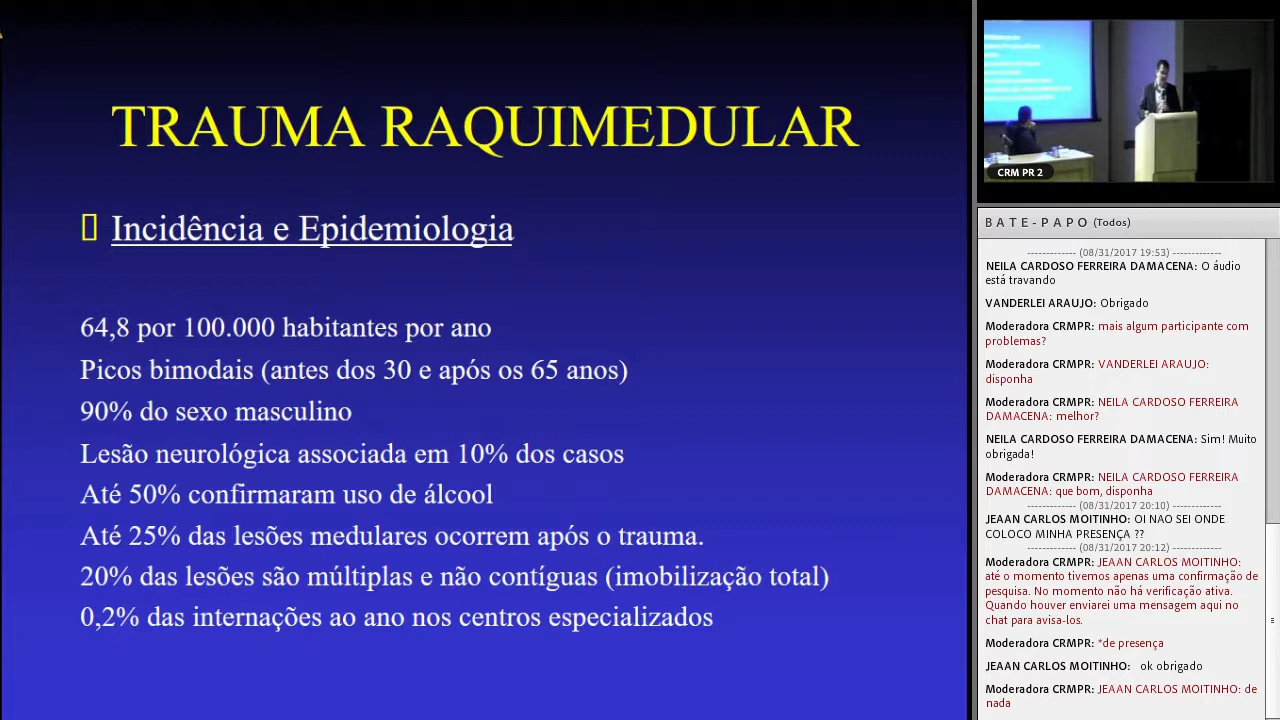 TRAUMA RAQUIMEDULAR
Incidência e Epidemiologia
64,8 por 100.000 habitantes por ano
Picos bimodais (antes dos 30 e após os 65 anos)
90% do sexo masculino
Lesão neurológica associada em 10% dos casos
Até 50% confirmaram uso de álcool
Até 25% das lesões medulares ocorrem após o trauma.
20% das lesões são múltiplas e não contíguas (imobilização total)
0,2% das internações ao ano nos centros especializados
CRM PR 2
BATE-PAPO (Todos)
------------- (08/31/2017 19:53) -------------
NEILA CARDOSO FERREIRA DAMACENA: O áudio
está travando
VANDERLEI ARAUJO: Obrigado
Moderadora CRMPR: mais algum participante com
problemas?
Moderadora CRMPR: VANDERLEI ARAUJO:
disponha
Moderadora CRMPR: NEILA CARDOSO FERREIRA
DAMACENA: melhor?
NEILA CARDOSO FERREIRA DAMACENA: Sim! Muito
obrigada!
Moderadora CRMPR: NEILA CARDOSO FERREIRA
DAMACENA: que bom, disponha
------------- (08/31/2017 20:10) -------------
JEAAN CARLOS MOITINHO: OI NAO SEI ONDE
COLOCO MINHA PRESENÇA ??
------------- (08/31/2017 20:12) -------------
Moderadora CRMPR: JEAAN CARLOS MOITINHO:
até o momento tivemos apenas uma confirmação de
pesquisa. No momento não há verificação ativa.
Quando houver enviarei uma mensagem aqui no
chat para avisa-los.
Moderadora CRMPR: *de presença
JEAAN CARLOS MOITINHO: ok obrigado
Moderadora CRMPR: JEAAN CARLOS MOITINHO: de
nada